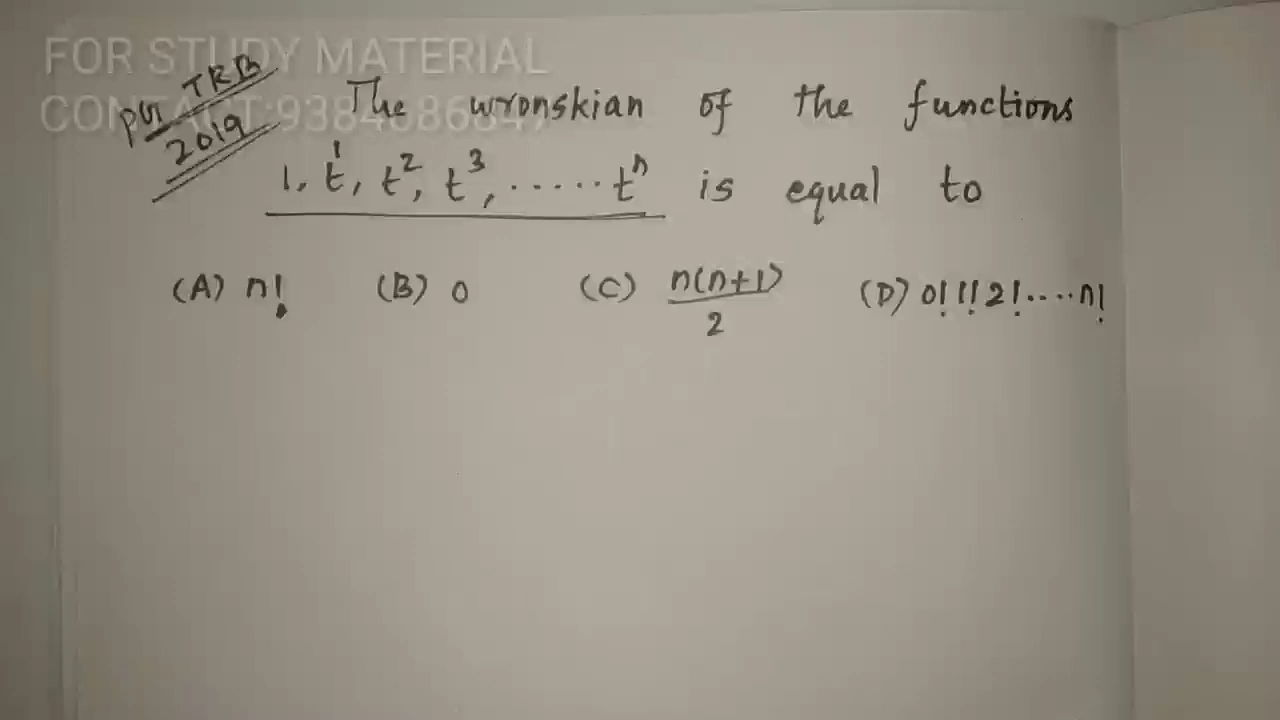 FOR STUDY MATERIAL
PG TRB
2019
The wronskian of the functions
1, t¹, t², t³, ..... tⁿ is equal to
(A) n! (B) 0 (C) n(n+1)/2 (D) 0! 1! 2! .... n!